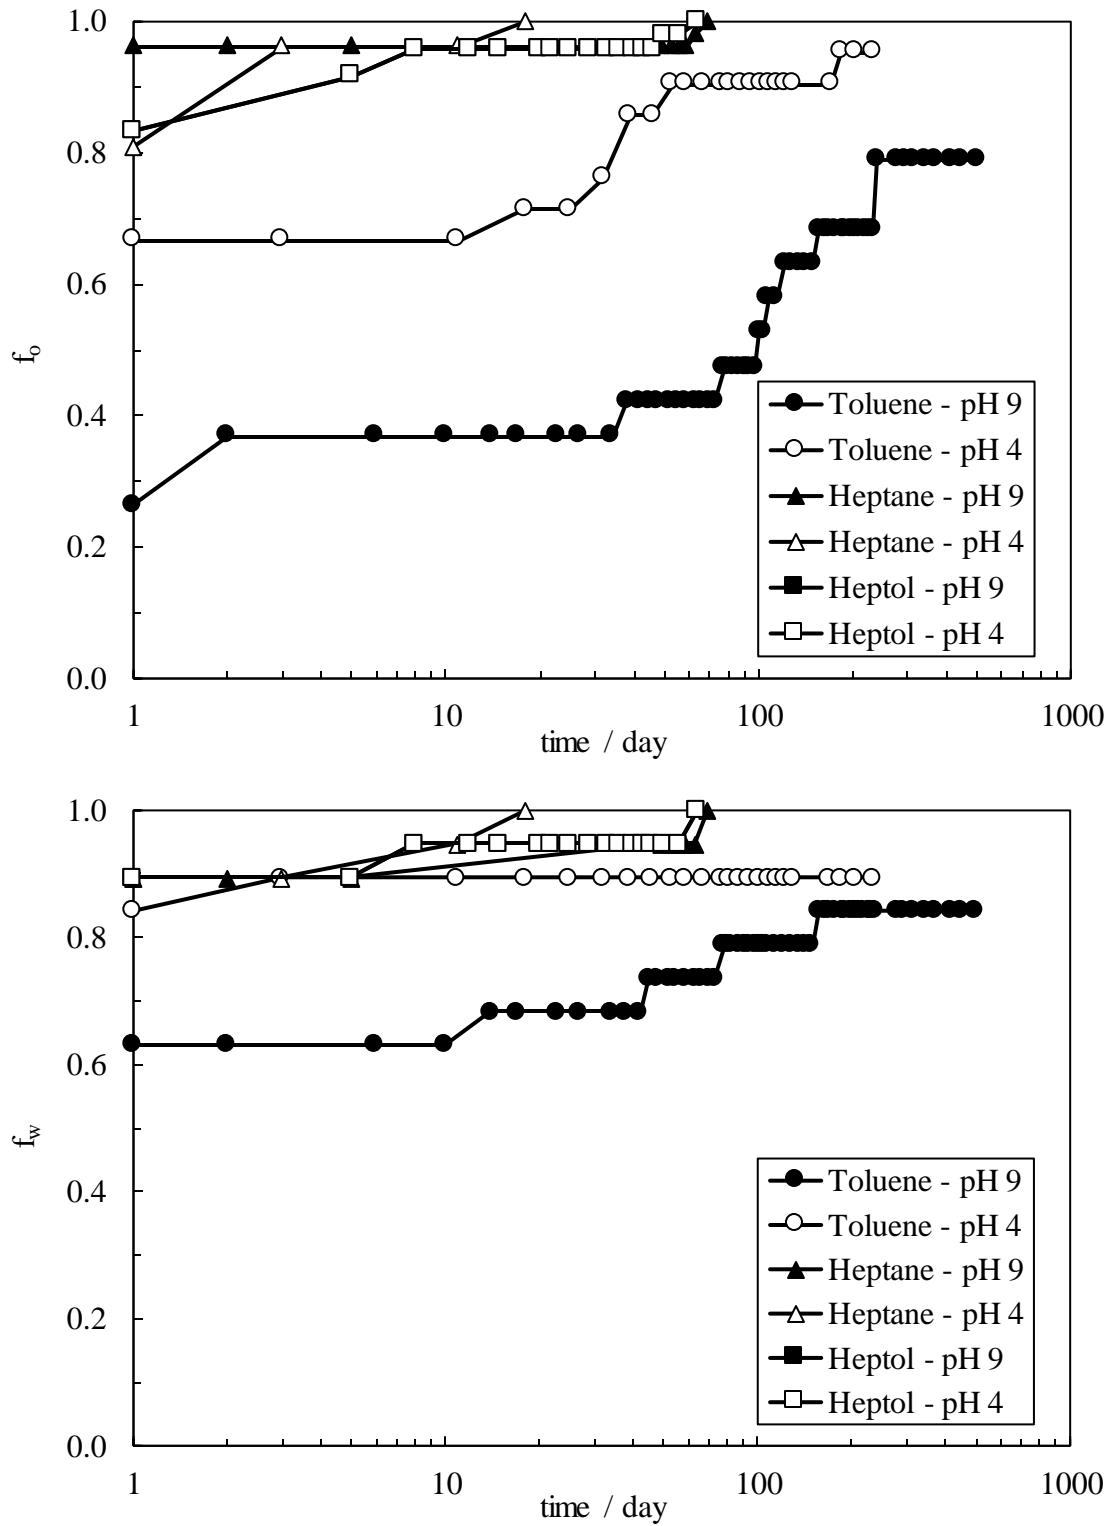 1.0
0.8
0.6
fo
0.4
0.2
0.0
Toluene - pH 9
Toluene - pH 4
Heptane - pH 9
Heptane - pH 4
Heptol - pH 9
Heptol - pH 4
1 10 100 1000
time / day
1.0
0.8
0.6
fw
0.4
0.2
0.0
Toluene - pH 9
Toluene - pH 4
Heptane - pH 9
Heptane - pH 4
Heptol - pH 9
Heptol - pH 4
1 10 100 1000
time / day